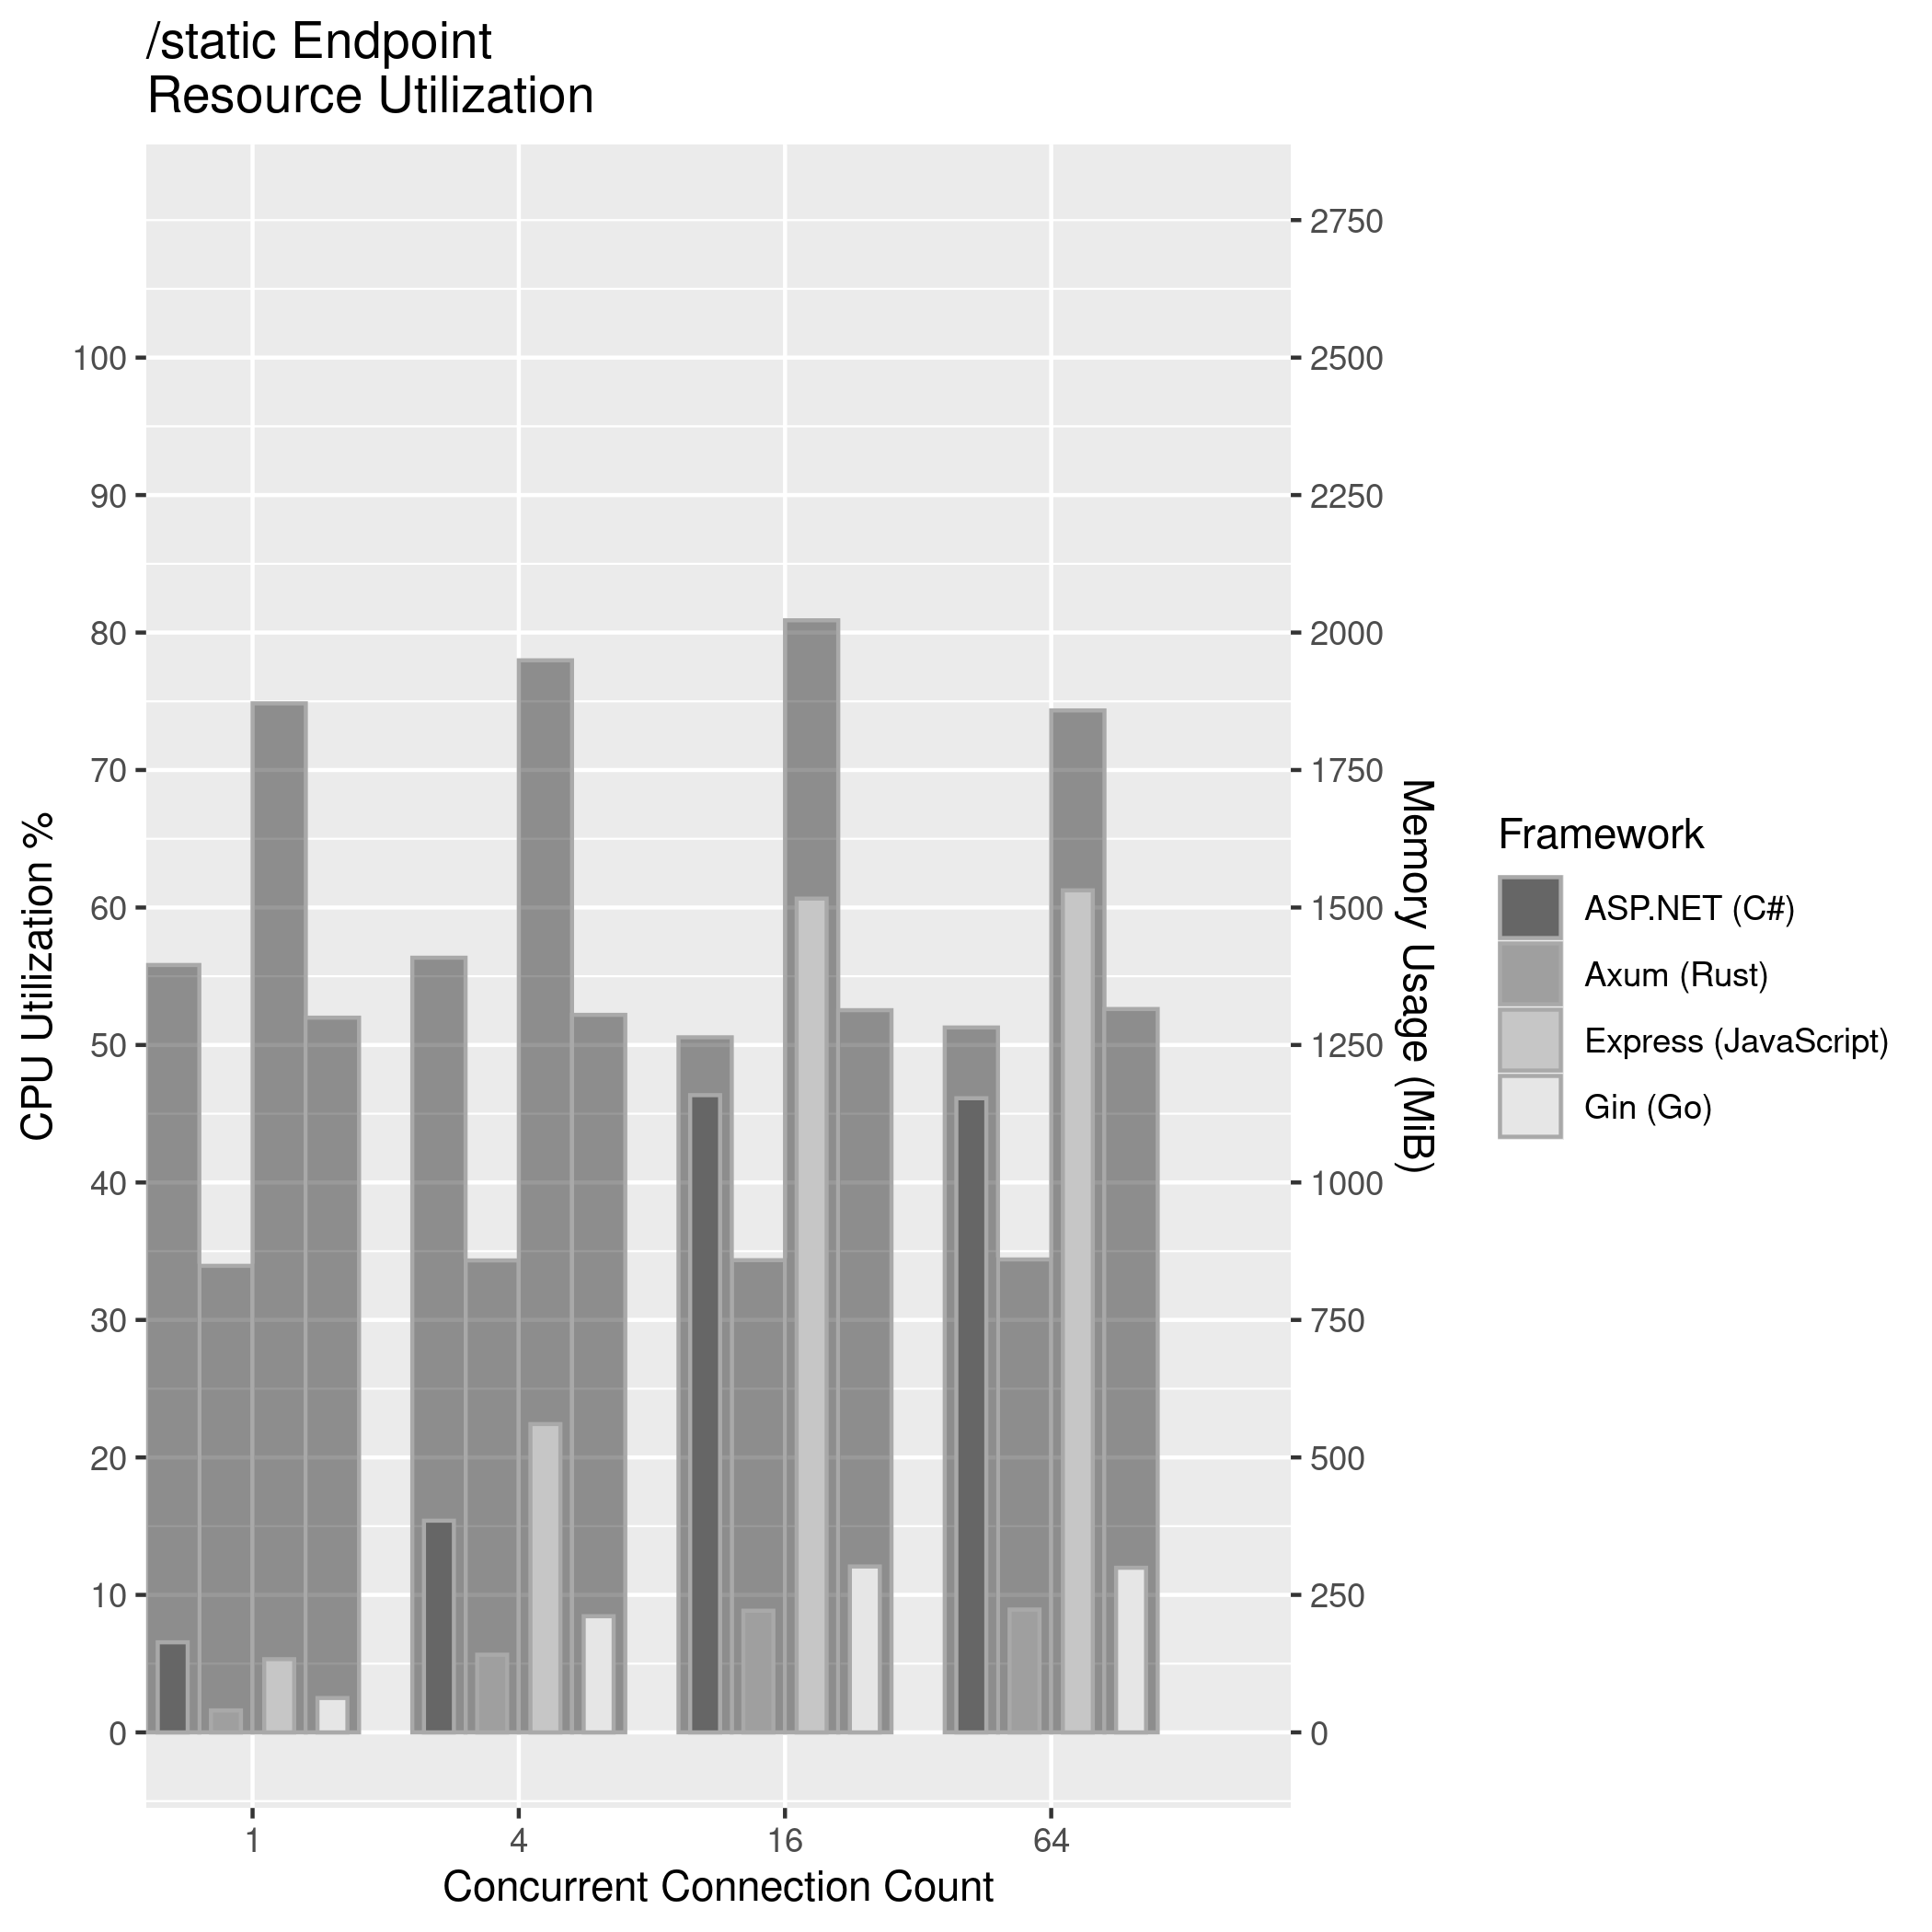 /static Endpoint
Resource Utilization
CPU Utilization %
100
90
80
70
60
50
40
30
20
10
0
2750
2500
2250
2000
1750
1500
1250
1000
750
500
250
0
Memory Usage (MiB)
1
4
16
64
Concurrent Connection Count
Framework
ASP.NET (C#)
Axum (Rust)
Express (JavaScript)
Gin (Go)